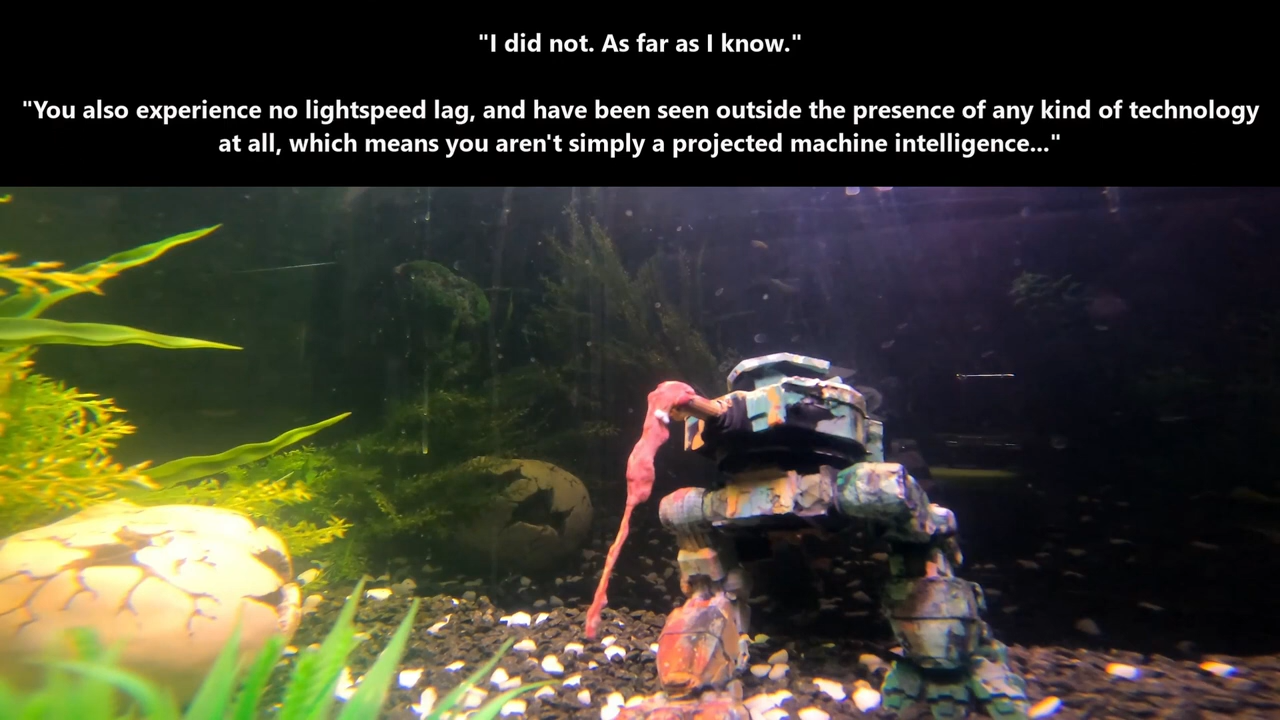 "I did not. As far as I know."
"You also experience no lightspeed lag, and have been seen outside the presence of any kind of technology
at all, which means you aren't simply a projected machine intelligence..."